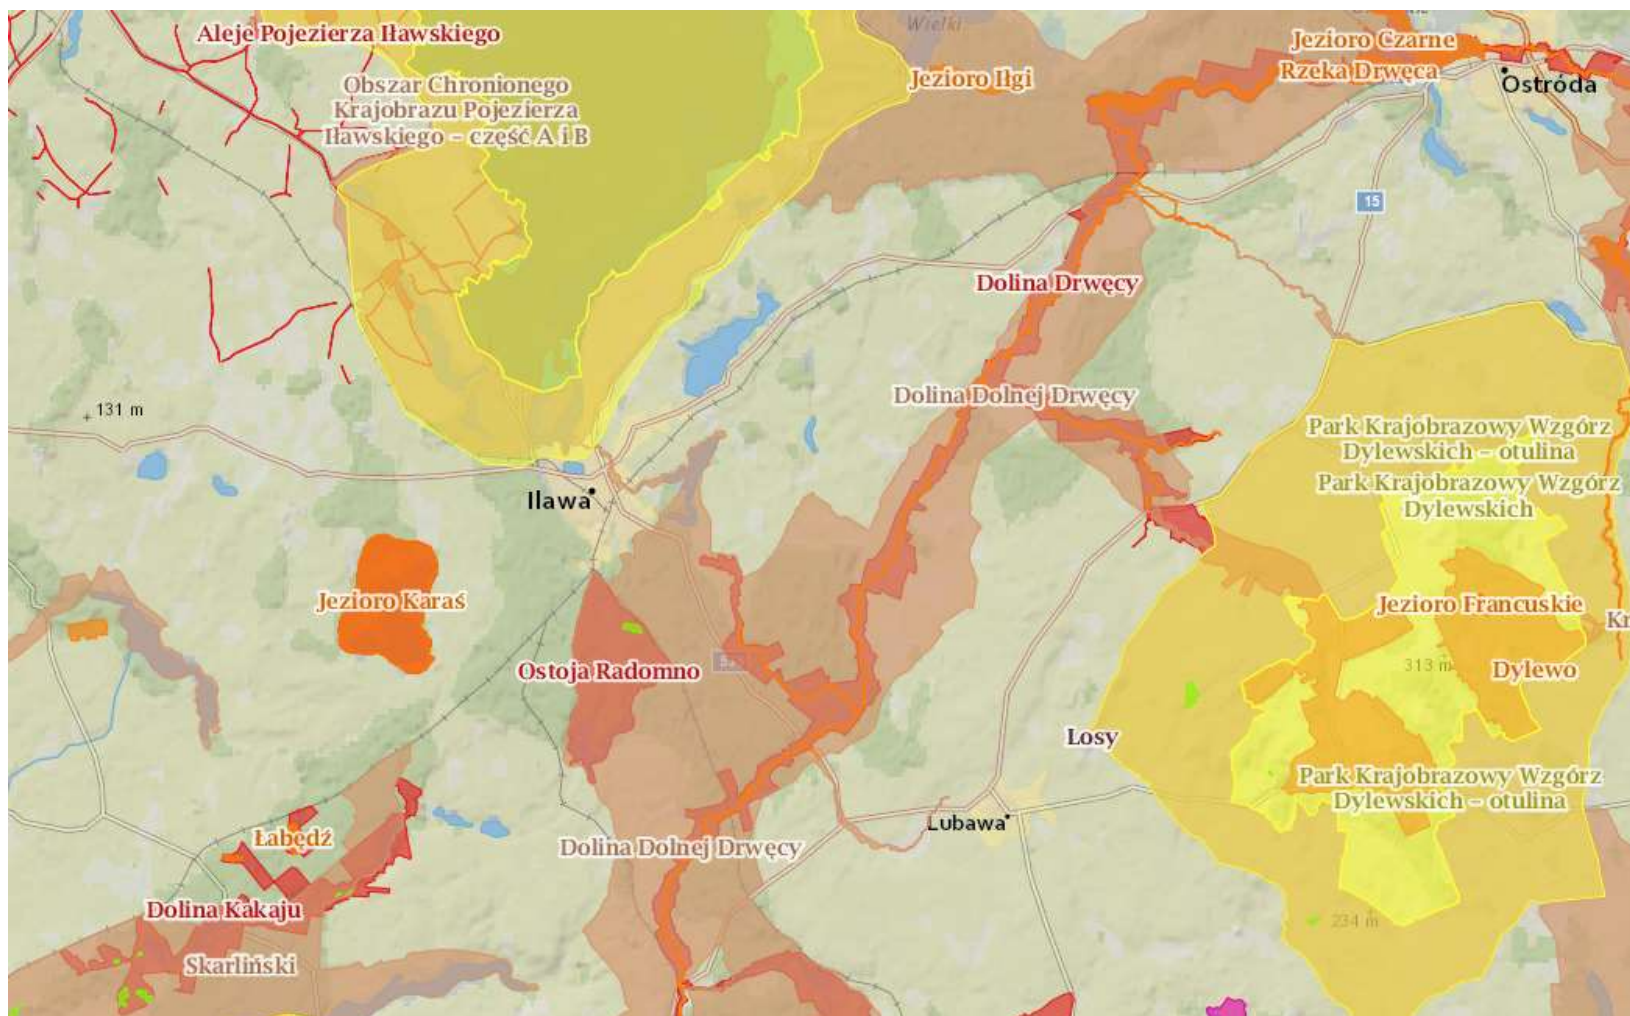 Wielki
Aleje Pojezierza Iławskiego
Jezioro Czarne
Rzeka Drwęca
Jezioro Iłgi
Ostróda
Obszar Chronionego
Krajobrazu Pojezierza
Iławskiego – część A i B
15
Dolina Drwęcy
Dolina Dolnej Drwęcy
131 m
Park Krajobrazowy Wzgórz
Dylewskich – otulina
Park Krajobrazowy Wzgórz
Dylewskich
Ilawa
Jezioro Karaś
Jezioro Francuskie
Kr
313 m
Dylewo
Ostoja Radomno
Losy
Park Krajobrazowy Wzgórz
Dylewskich – otulina
Lubawa
Łabędź
Dolina Dolnej Drwęcy
Dolina Kakaju
234 m
Skarliński